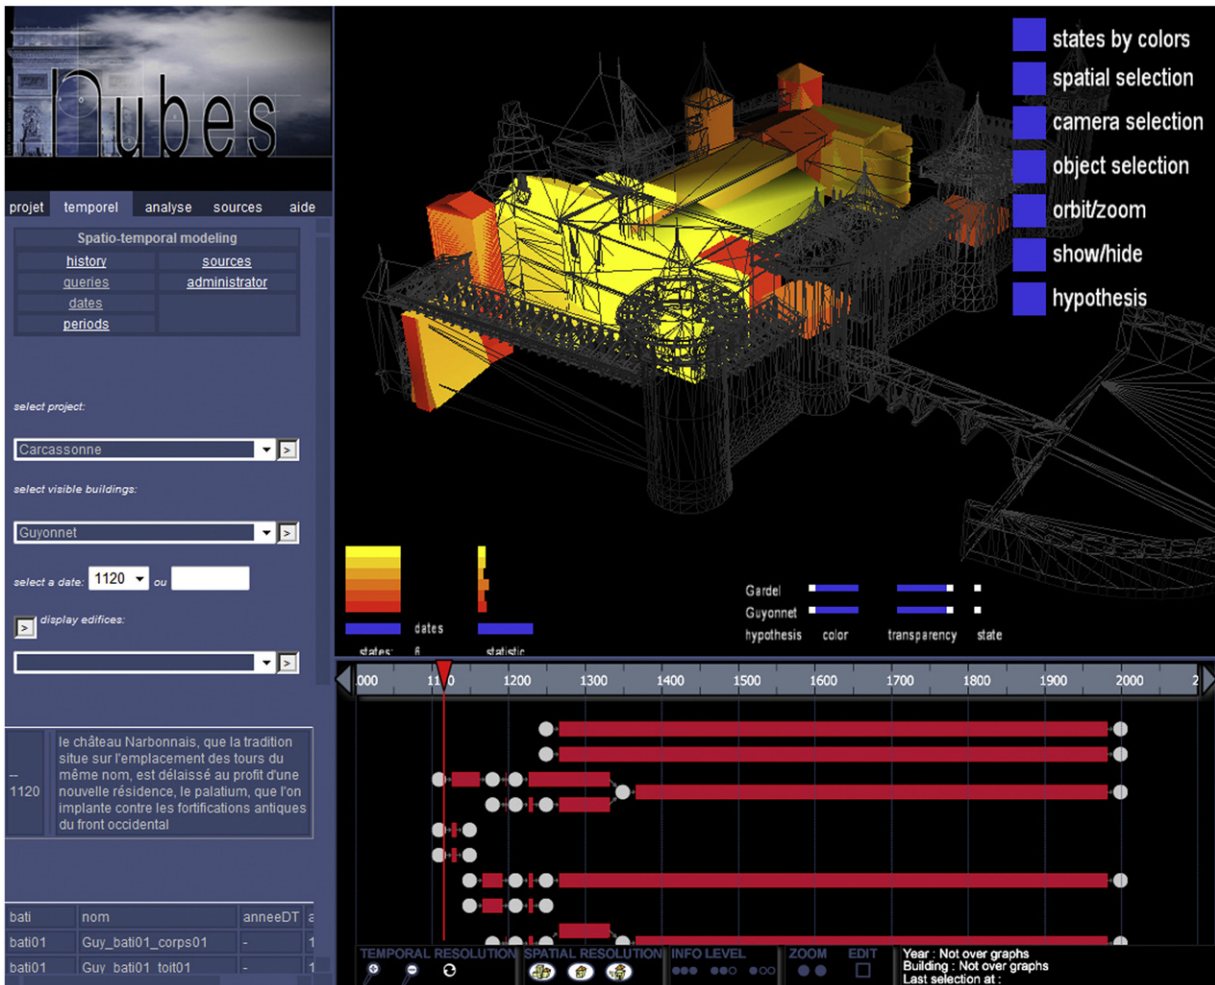 nubes
projet temporel analyse sources aide
Spatio-temporal modeling
history sources
queries administrator
dates
periods
select project:
Carcassonne >
select visible buildings:
Guyonnet >
select a date: 1120 ou
> display edifices:
>
--
1120
le château Narbonnais, que la tradition
situe sur l'emplacement des tours du
même nom, est délaissé au profit d'une
nouvelle résidence, le palatium, que l'on
implante contre les fortifications antiques
du front occidental
bati nom anneeDT a
bati01 Guy_bati01_corps01 - 1
bati01 Guy_bati01_toit01 - 1
states by colors
spatial selection
camera selection
object selection
orbit/zoom
show/hide
hypothesis
dates
states: 6 statistic
Gardel
Guyonnet
hypothesis color transparency state
1200 1300 1400 1500 1600 1700 1800 1900 2000
TEMPORAL RESOLUTION SPATIAL RESOLUTION INFO LEVEL ZOOM EDIT
Year : Not over graphs
Building : Not over graphs
Last selection at :